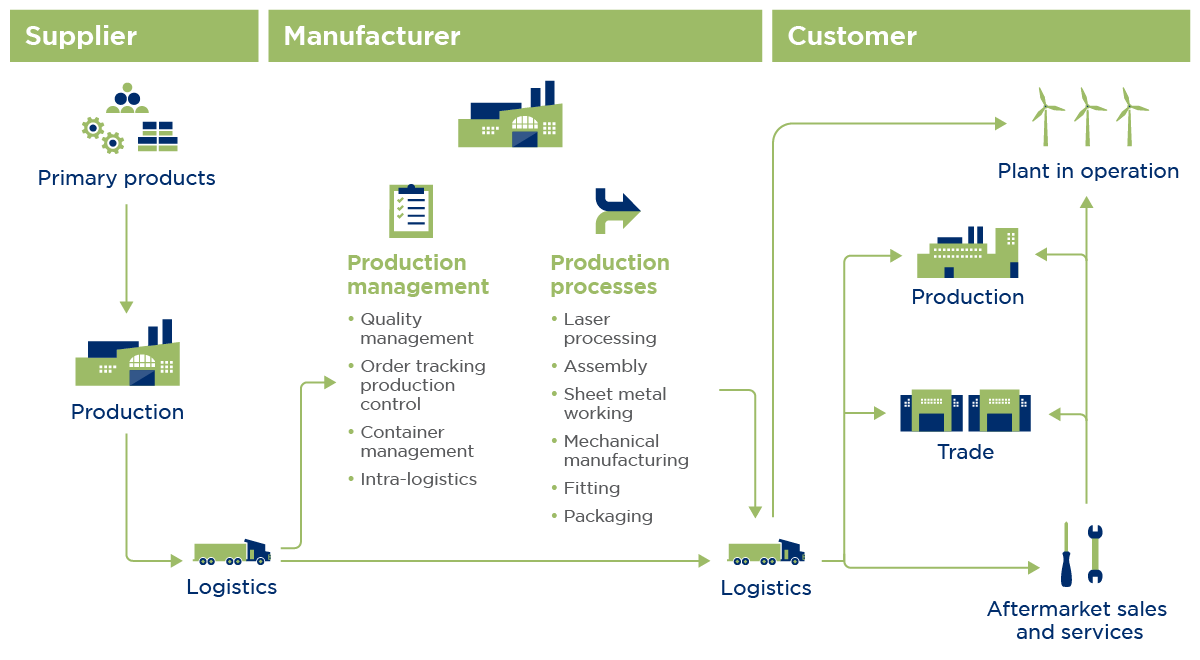 Supplier
Manufacturer
Customer
Primary products
Production
Logistics
Production
management
• Quality
management
• Order tracking
production
control
• Container
management
• Intra-logistics
Production
processes
• Laser
processing
• Assembly
• Sheet metal
working
• Mechanical
manufacturing
• Fitting
• Packaging
Logistics
Plant in operation
Production
Trade
Aftermarket sales
and services